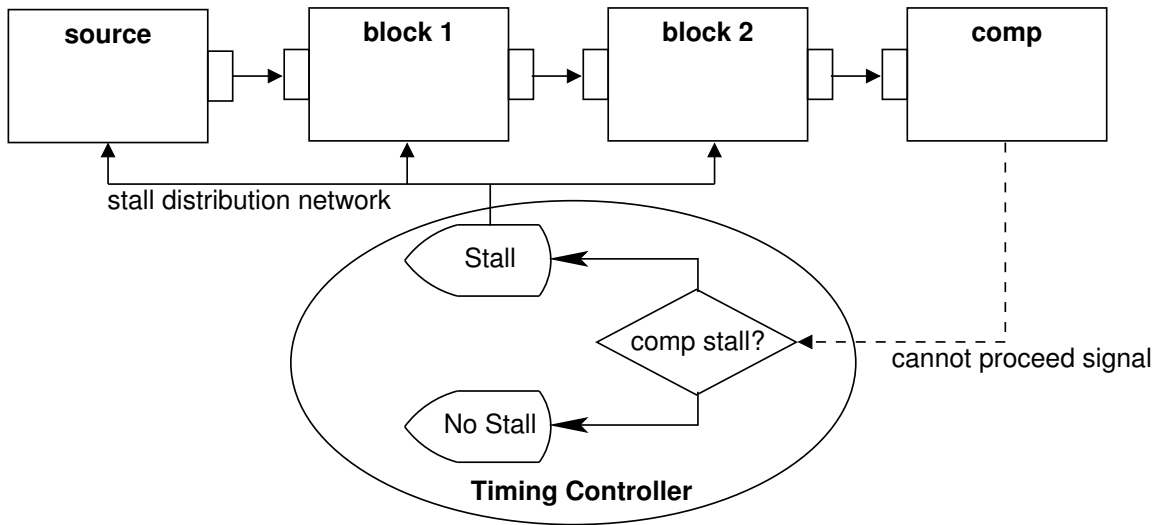 source
block 1
block 2
comp
stall distribution network
Stall
comp stall?
cannot proceed signal
No Stall
Timing Controller